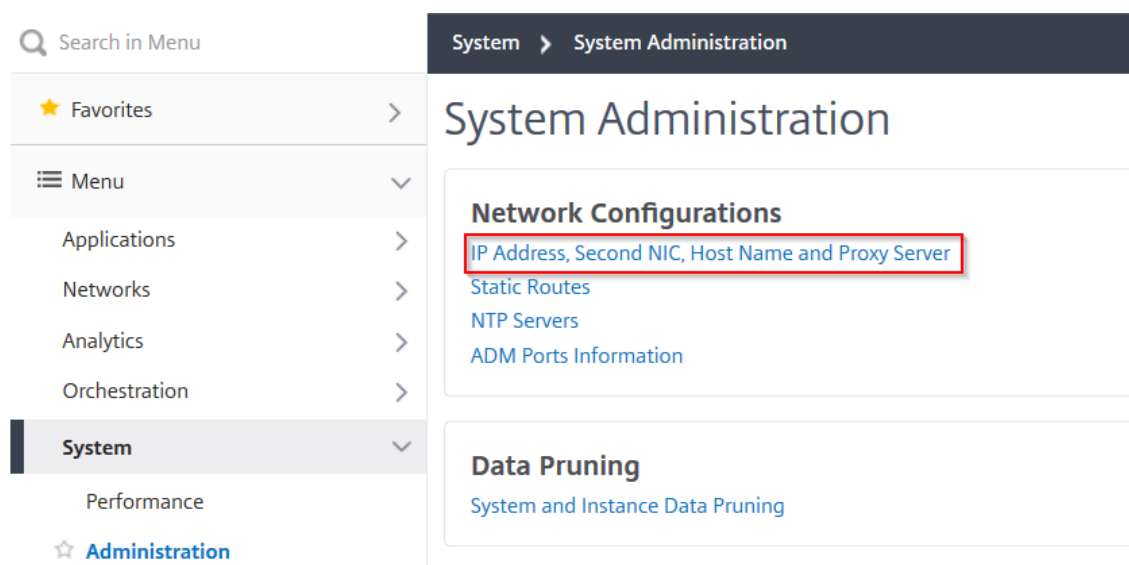 Search in Menu
Favorites
Menu
Applications
Networks
Analytics
Orchestration
System
Performance
Administration
System > System Administration
System Administration
Network Configurations
IP Address, Second NIC, Host Name and Proxy Server
Static Routes
NTP Servers
ADM Ports Information
Data Pruning
System and Instance Data Pruning